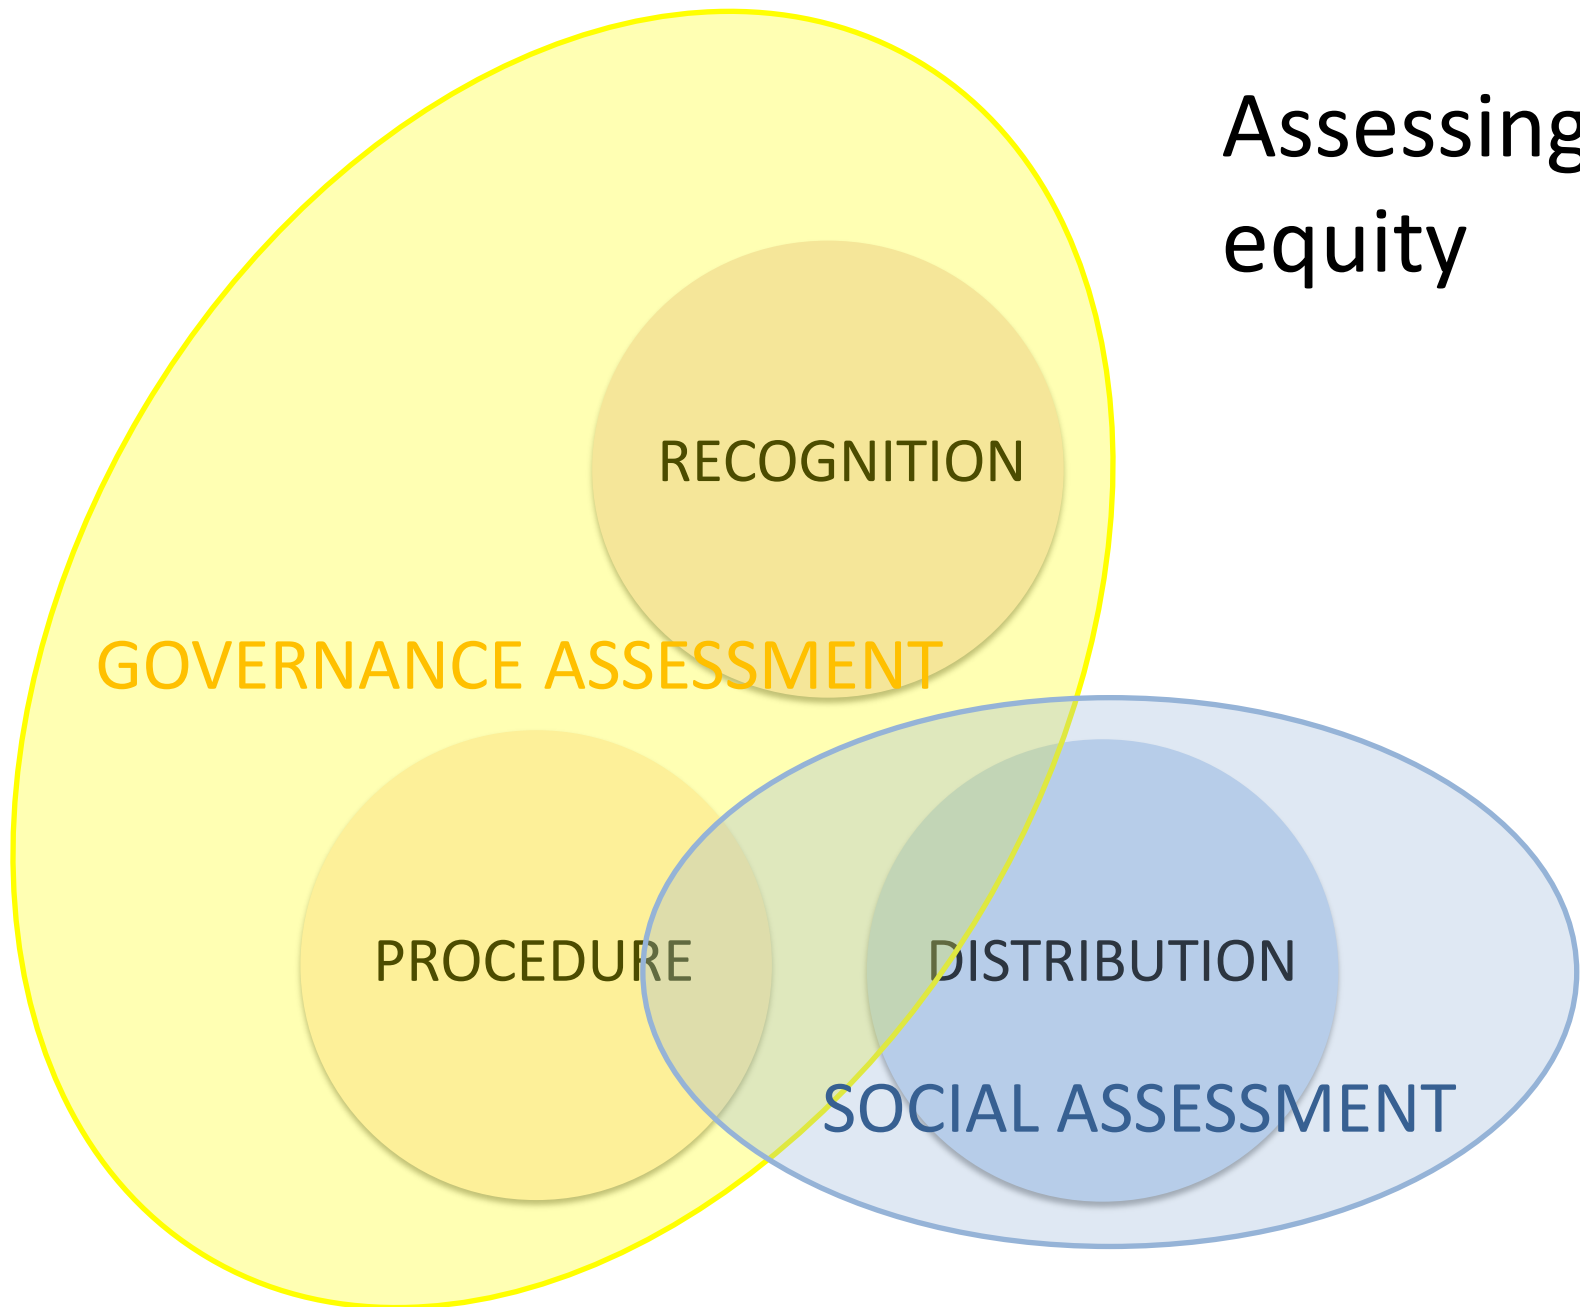 Assessing
equity
RECOGNITION
GOVERNANCE ASSESSMENT
PROCEDURE
DISTRIBUTION
SOCIAL ASSESSMENT